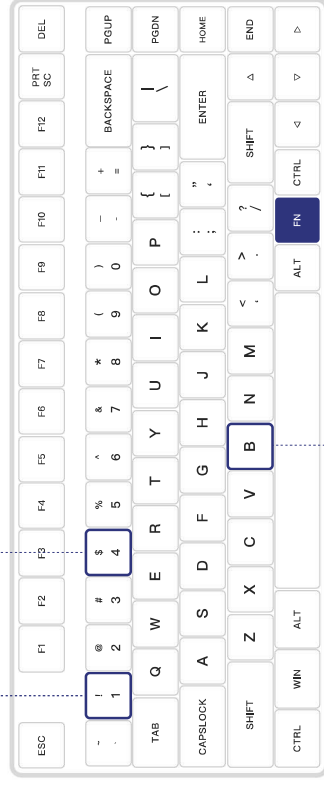 ESC F1 F2 F3 F4 F5 F6 F7 F8 F9 F10 F11 F12 PRT SC DEL
~ ! @ # $ % ^ & * ( ) — + BACKSPACE PGUP
. 1 2 3 4 5 6 7 8 9 0 - =
TAB Q W E R T Y U I O P { [ } ] | \ PGDN
CAPSLOCK A S D F G H J K L : ; " ‘ ENTER HOME
SHIFT Z X C V B N M < , > . ? / SHIFT END
CTRL WIN ALT ALT FN CTRL